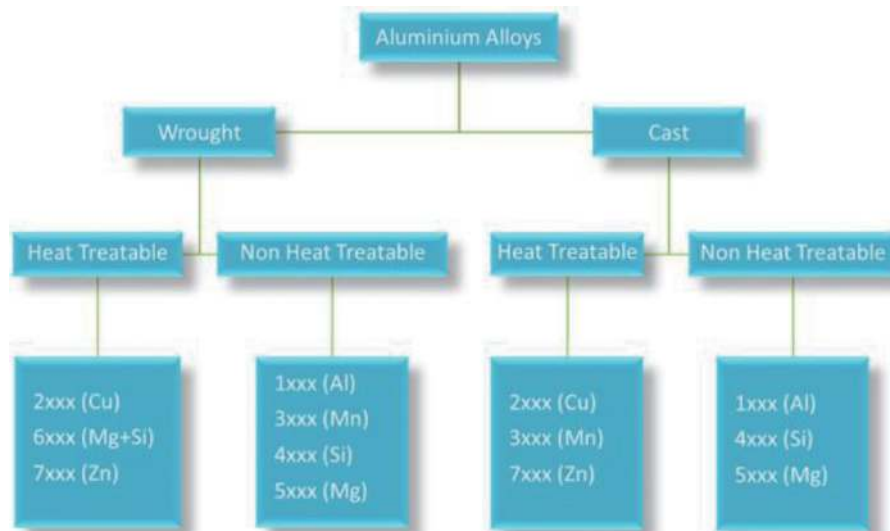 Aluminium Alloys
Wrought
Cast
Heat Treatable
Non Heat Treatable
Heat Treatable
Non Heat Treatable
2xxx (Cu)
6xxx (Mg+Si)
7xxx (Zn)
1xxx (Al)
3xxx (Mn)
4xxx (Si)
5xxx (Mg)
2xxx (Cu)
3xxx (Mn)
7xxx (Zn)
1xxx (Al)
4xxx (Si)
5xxx (Mg)